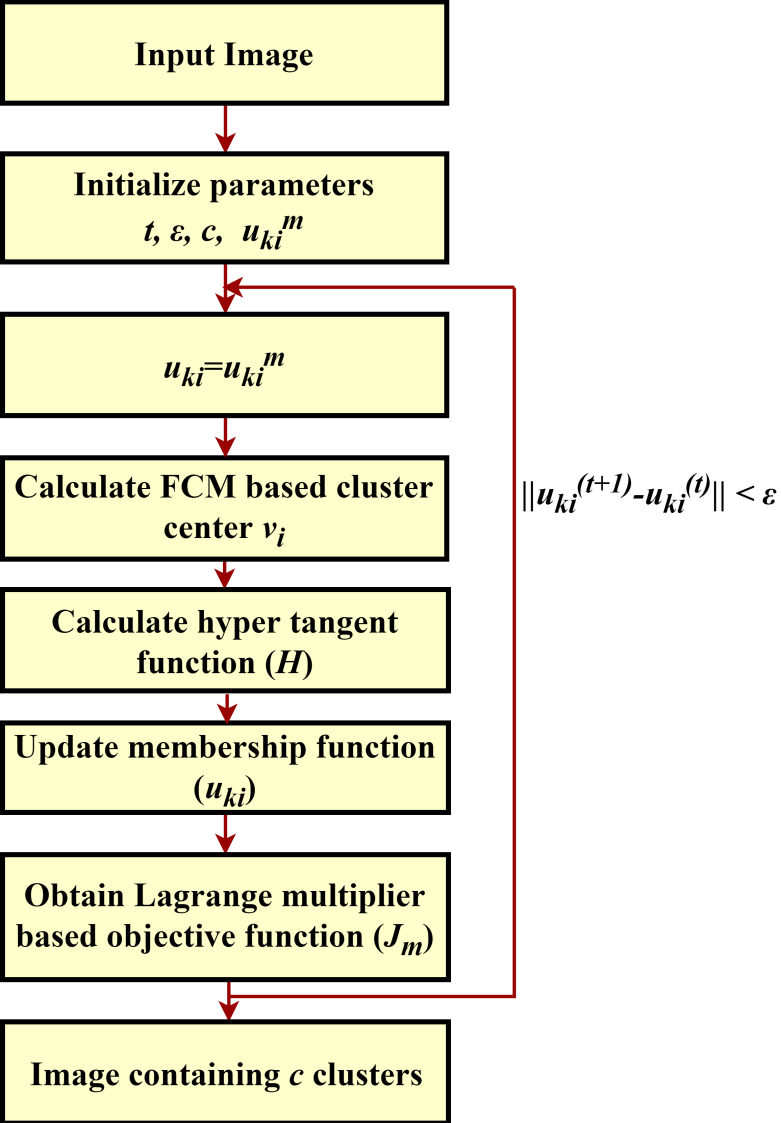 Input Image
Initialize parameters
t, ε, c, u_ki^m
u_ki=u_ki^m
Calculate FCM based cluster
center v_i
||u_ki^(t+1)-u_ki^(t)|| < ε
Calculate hyper tangent
function (H)
Update membership function
(u_ki)
Obtain Lagrange multiplier
based objective function (J_m)
Image containing c clusters